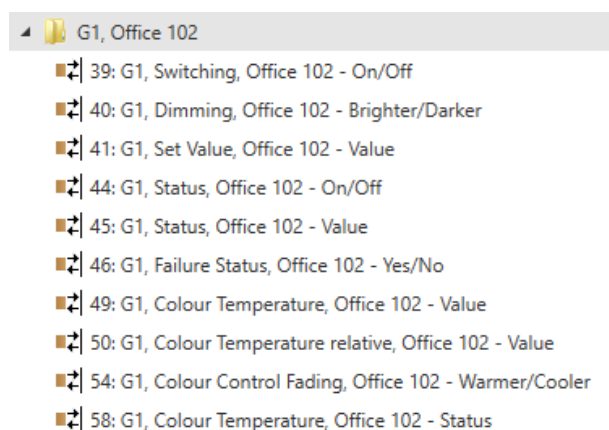 G1, Office 102
39: G1, Switching, Office 102 - On/Off
40: G1, Dimming, Office 102 - Brighter/Darker
41: G1, Set Value, Office 102 - Value
44: G1, Status, Office 102 - On/Off
45: G1, Status, Office 102 - Value
46: G1, Failure Status, Office 102 - Yes/No
49: G1, Colour Temperature, Office 102 - Value
50: G1, Colour Temperature relative, Office 102 - Value
54: G1, Colour Control Fading, Office 102 - Warmer/Cooler
58: G1, Colour Temperature, Office 102 - Status